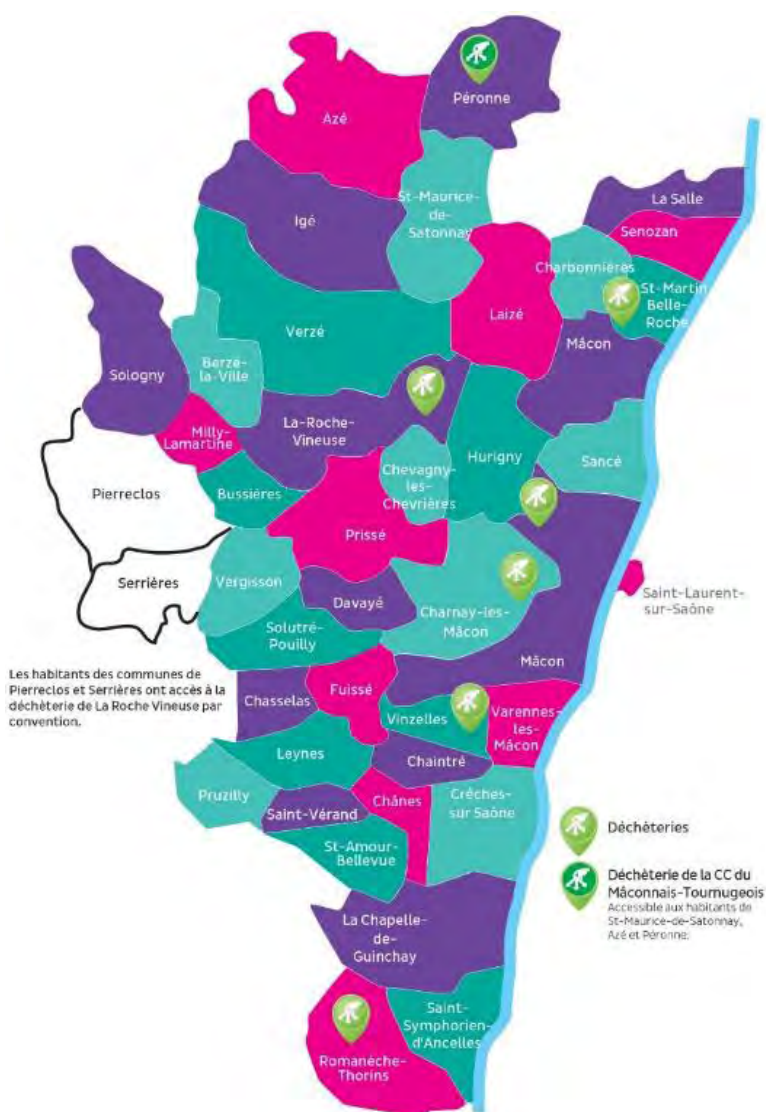 Péronne
Azé
La Salle
St-Maurice-
de-
Satonnay
Igé
Senozan
Charbonnières
St-Martin
Belle-
Roche
Laizé
Verzé
Mâcon
Sologny
Berzé-
la-Ville
La-Roche-
Vineuse
Milly-
Lamartine
Hurigny
Sancé
Chevagny-
les-
Chevrières
Pierreclos
Bussières
Prissé
Serrières
Vergisson
Davayé
Charnay-les-
Mâcon
Saint-Laurent-
sur-Saône
Solutré-
Pouilly
Mâcon
Les habitants des communes de
Pierreclos et Serrières ont accès à la
déchèterie de La Roche Vineuse par
convention.
Chasselas
Fuissé
Vinzelles
Varennes-
les-
Mâcon
Leynes
Chaintré
Pruzilly
Saint-Vérand
Chânes
Crêches-
sur Saône
Déchèteries
St-Amour-
Bellevue
Déchèterie de la CC du
Mâconnais-Tournugeois
Accessible aux habitants de
St-Maurice-de-Satonnay,
Azé et Péronne.
La Chapelle-
de-
Guinchay
Saint-
Symphorien-
d'Ancelles
Romanèche-
Thorins